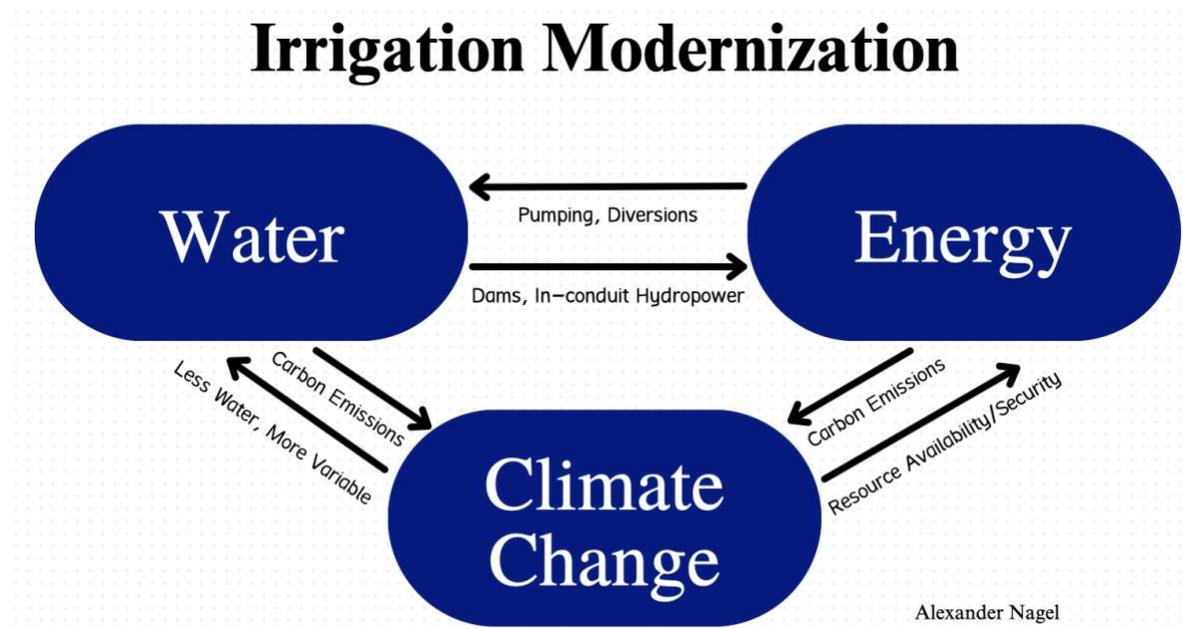 Irrigation Modernization
Water
Energy
Pumping, Diversions
Dams, In-conduit Hydropower
Less Water, More Variable
Carbon Emissions
Carbon Emissions
Resource Availability/Security
Climate
Change
Alexander Nagel